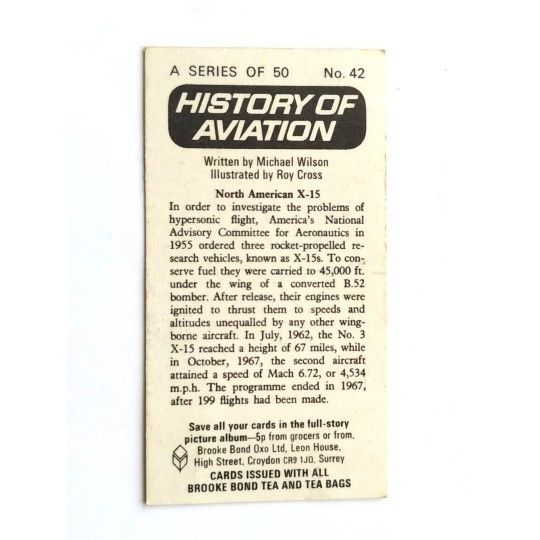 A SERIES OF 50 No. 42
HISTORY OF
AVIATION
Written by Michael Wilson
Illustrated by Roy Cross
North American X-15
In order to investigate the problems of
hypersonic flight, America's National
Advisory Committee for Aeronautics in
1955 ordered three rocket-propelled re-
search vehicles, known as X-15s. To con-
serve fuel they were carried to 45,000 ft.
under the wing of a converted B.52
bomber. After release, their engines were
ignited to thrust them to speeds and
altitudes unequalled by any other wing-
borne aircraft. In July, 1962, the No. 3
X-15 reached a height of 67 miles, while
in October, 1967, the second aircraft
attained a speed of Mach 6.72, or 4,534
m.p.h. The programme ended in 1967,
after 199 flights had been made.
Save all your cards in the full-story
picture album—5p from grocers or from,
Brooke Bond Oxo Ltd, Leon House,
High Street, Croydon CR9 1JQ, Surrey
CARDS ISSUED WITH ALL
BROOKE BOND TEA AND TEA BAGS